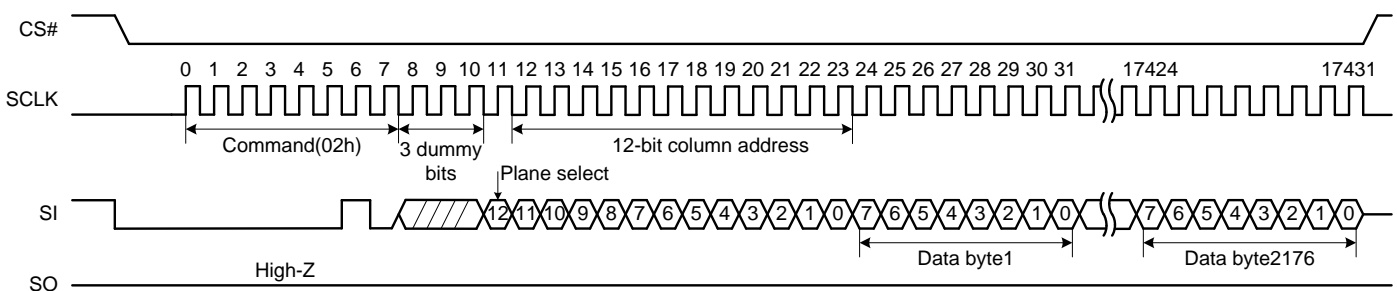 CS#
0 1 2 3 4 5 6 7 8 9 10 11 12 13 14 15 16 17 18 19 20 21 22 23 24 25 26 27 28 29 30 31 17424 17431
SCLK
Command(02h) 3 dummy bits 12-bit column address
Plane select
SI 12 11 10 9 8 7 6 5 4 3 2 1 0 7 6 5 4 3 2 1 0 7 6 5 4 3 2 1 0
Data byte1 Data byte2176
High-Z
SO